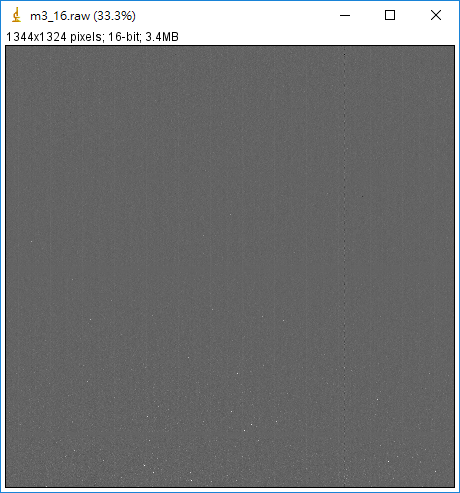 m3_16.raw (33.3%)
1344x1324 pixels; 16-bit; 3.4MB